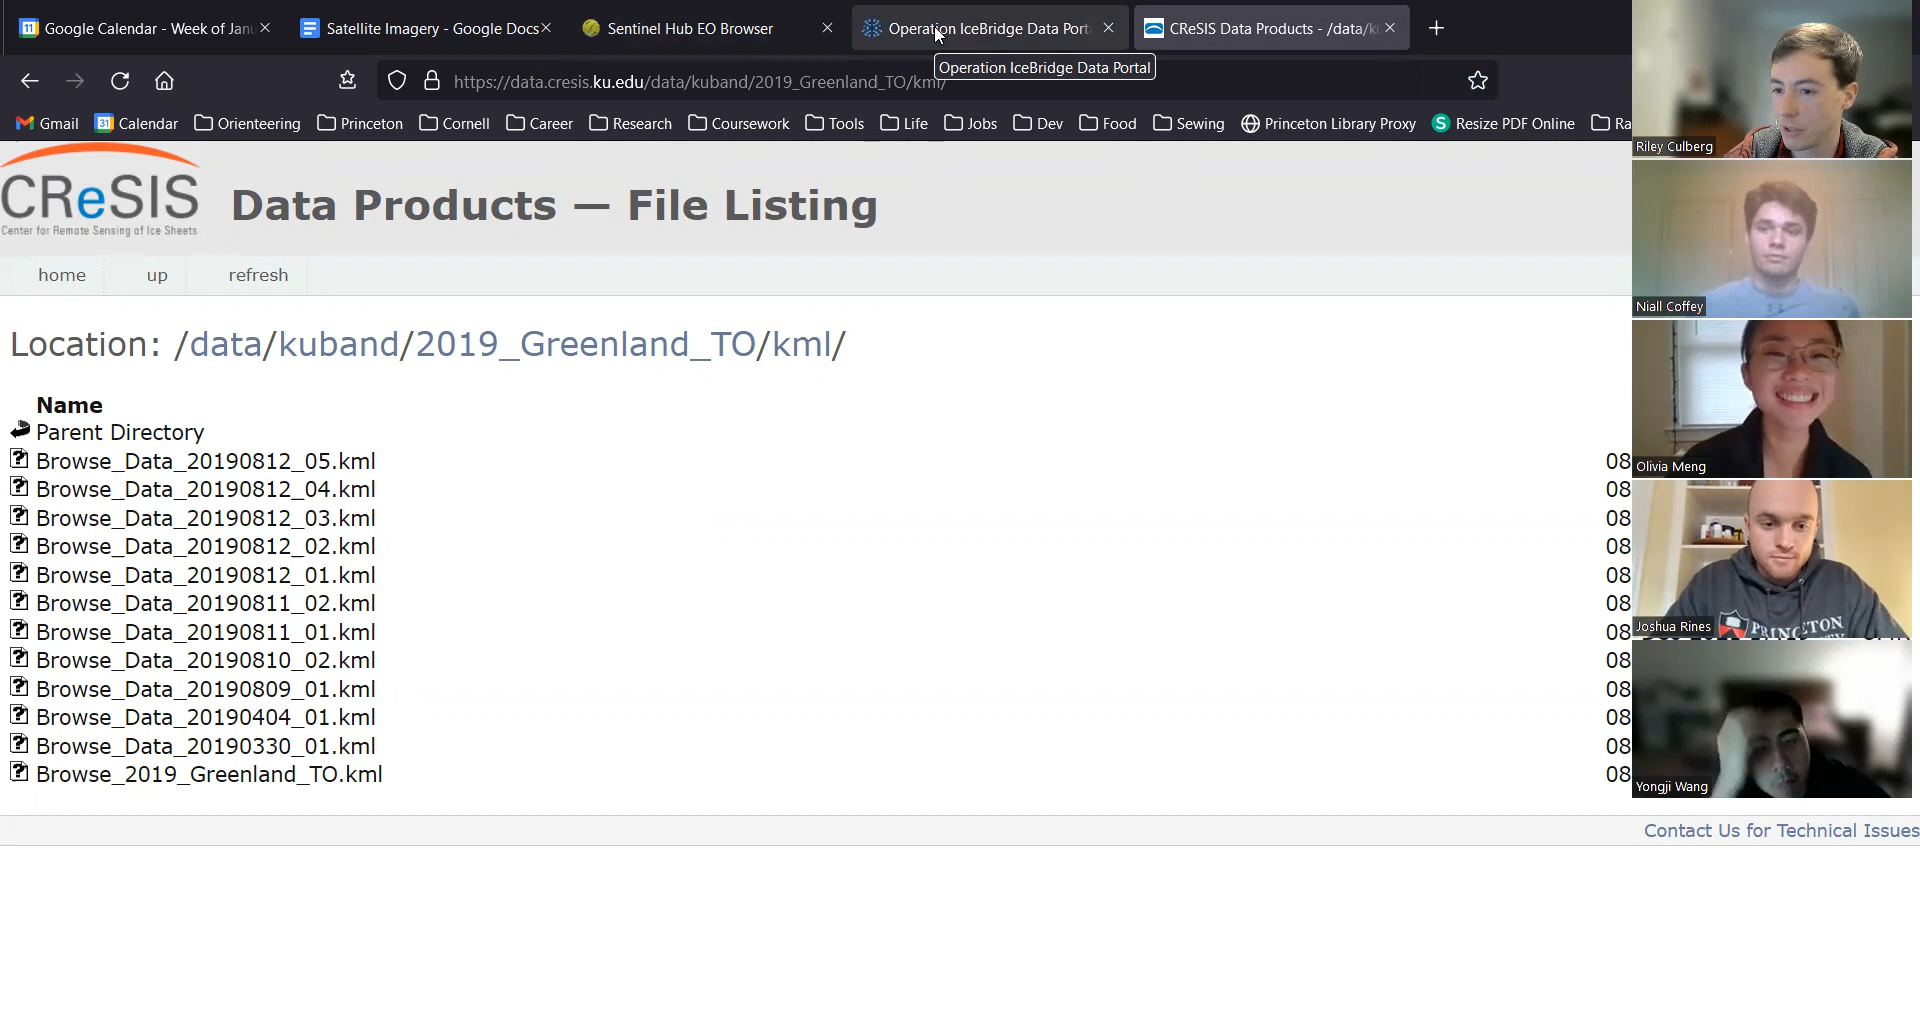 Google Calendar - Week of Janu
Satellite Imagery - Google Docs
Sentinel Hub EO Browser
Operation IceBridge Data Port
CReSIS Data Products - /data/ku
Operation IceBridge Data Portal
https://data.cresis.ku.edu/data/kuband/2019_Greenland_TO/kml/
Gmail 31 Calendar Orienteering Princeton Cornell Career Research Coursework Tools Life Jobs Dev Food Sewing Princeton Library Proxy S Resize PDF Online Ra
CReSIS
Center for Remote Sensing of Ice Sheets
Data Products — File Listing
home up refresh
Location: /data/kuband/2019_Greenland_TO/kml/
Name
Parent Directory
Browse_Data_20190812_05.kml 08
Browse_Data_20190812_04.kml 08
Browse_Data_20190812_03.kml 08
Browse_Data_20190812_02.kml 08
Browse_Data_20190812_01.kml 08
Browse_Data_20190811_02.kml 08
Browse_Data_20190811_01.kml 08
Browse_Data_20190810_02.kml 08
Browse_Data_20190809_01.kml 08
Browse_Data_20190404_01.kml 08
Browse_Data_20190330_01.kml 08
Browse_2019_Greenland_TO.kml 08
Contact Us for Technical Issues
Riley Culberg
Niall Coffey
Olivia Meng
PRINCETON
Joshua Rines
Yongji Wang